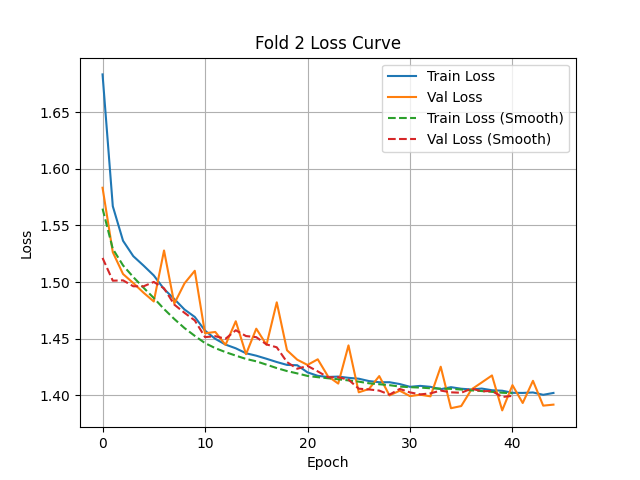 Fold 2 Loss Curve
Train Loss
Val Loss
Train Loss (Smooth)
Val Loss (Smooth)
1.65
1.60
1.55
1.50
1.45
1.40
Loss
0 10 20 30 40
Epoch